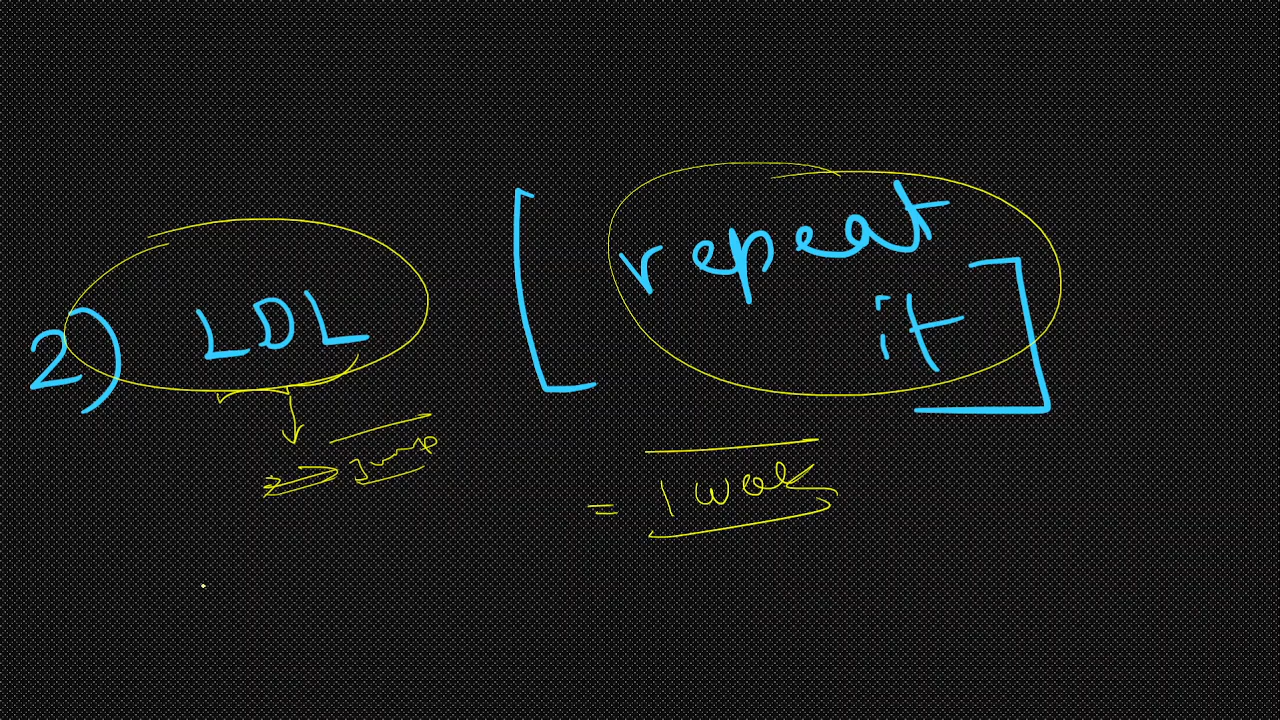 2) LDL [ repeat
it ]
Jump
= 1 week